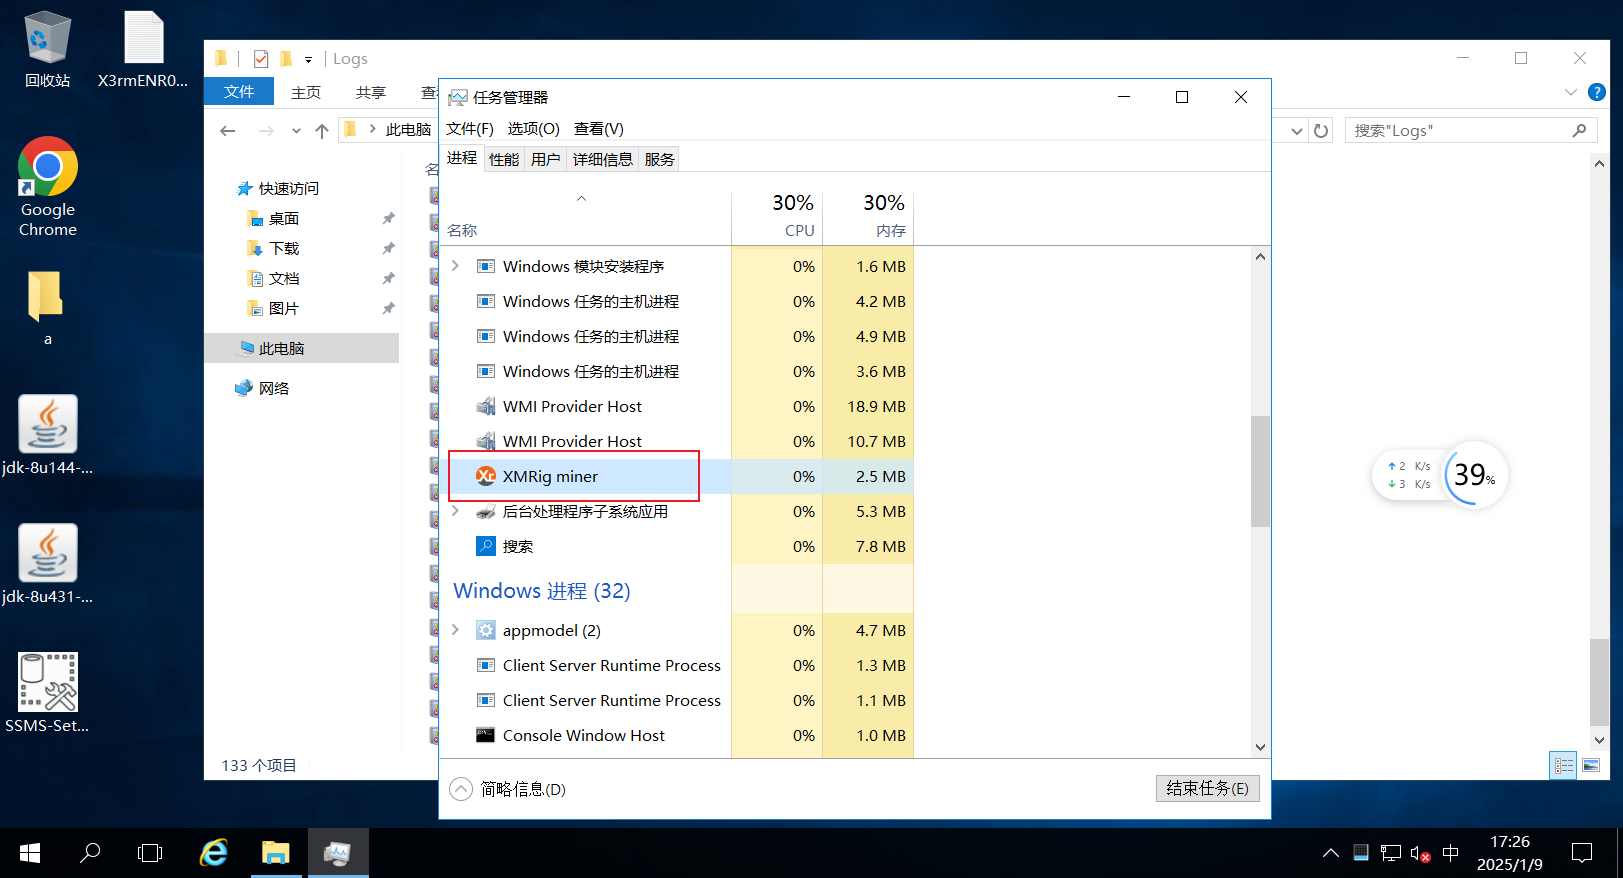 回收站
X3rmENR0...
Google
Chrome
a
jdk-8u144-...
jdk-8u431-...
SSMS-Set...
Logs
文件
主页
共享
此电脑
搜索"Logs"
快速访问
桌面
下载
文档
图片
此电脑
网络
133 个项目
任务管理器
文件(F) 选项(O) 查看(V)
进程 性能 用户 详细信息 服务
30% 30%
名称 CPU 内存
Windows 模块安装程序 0% 1.6 MB
Windows 任务的主机进程 0% 4.2 MB
Windows 任务的主机进程 0% 4.9 MB
Windows 任务的主机进程 0% 3.6 MB
WMI Provider Host 0% 18.9 MB
WMI Provider Host 0% 10.7 MB
XMRig miner 0% 2.5 MB
后台处理程序子系统应用 0% 5.3 MB
搜索 0% 7.8 MB
Windows 进程 (32)
appmodel (2) 0% 4.7 MB
Client Server Runtime Process 0% 1.3 MB
Client Server Runtime Process 0% 1.1 MB
Console Window Host 0% 1.0 MB
简略信息(D)
结束任务(E)
2 K/s
3 K/s
39%
中
17:26
2025/1/9